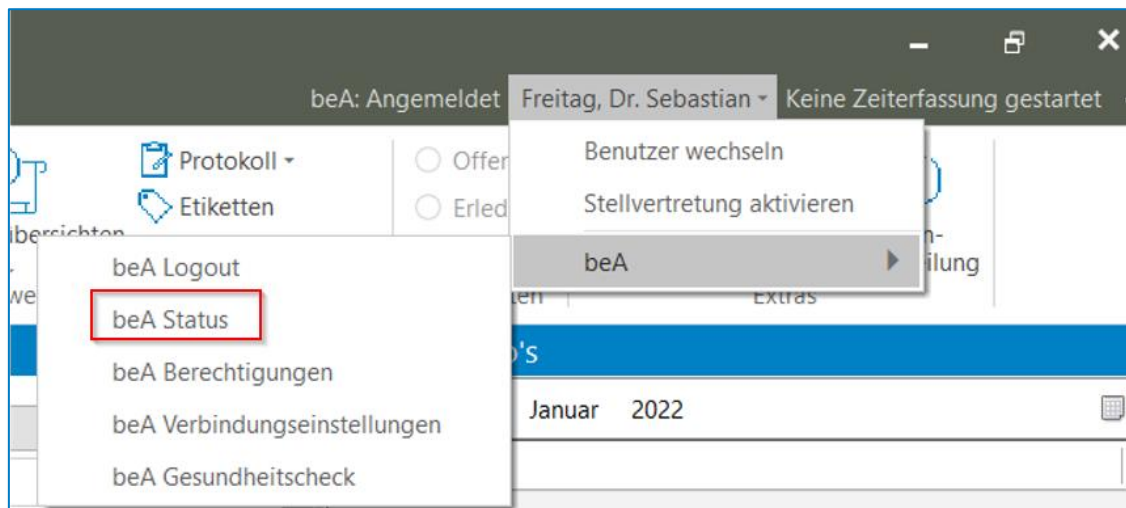 beA: Angemeldet Freitag, Dr. Sebastian Keine Zeiterfassung gestartet
Protokoll
Etiketten
Benutzer wechseln
Stellvertretung aktivieren
beA
beA Logout
beA Status
beA Berechtigungen
beA Verbindungseinstellungen
beA Gesundheitscheck
Extras
Januar 2022